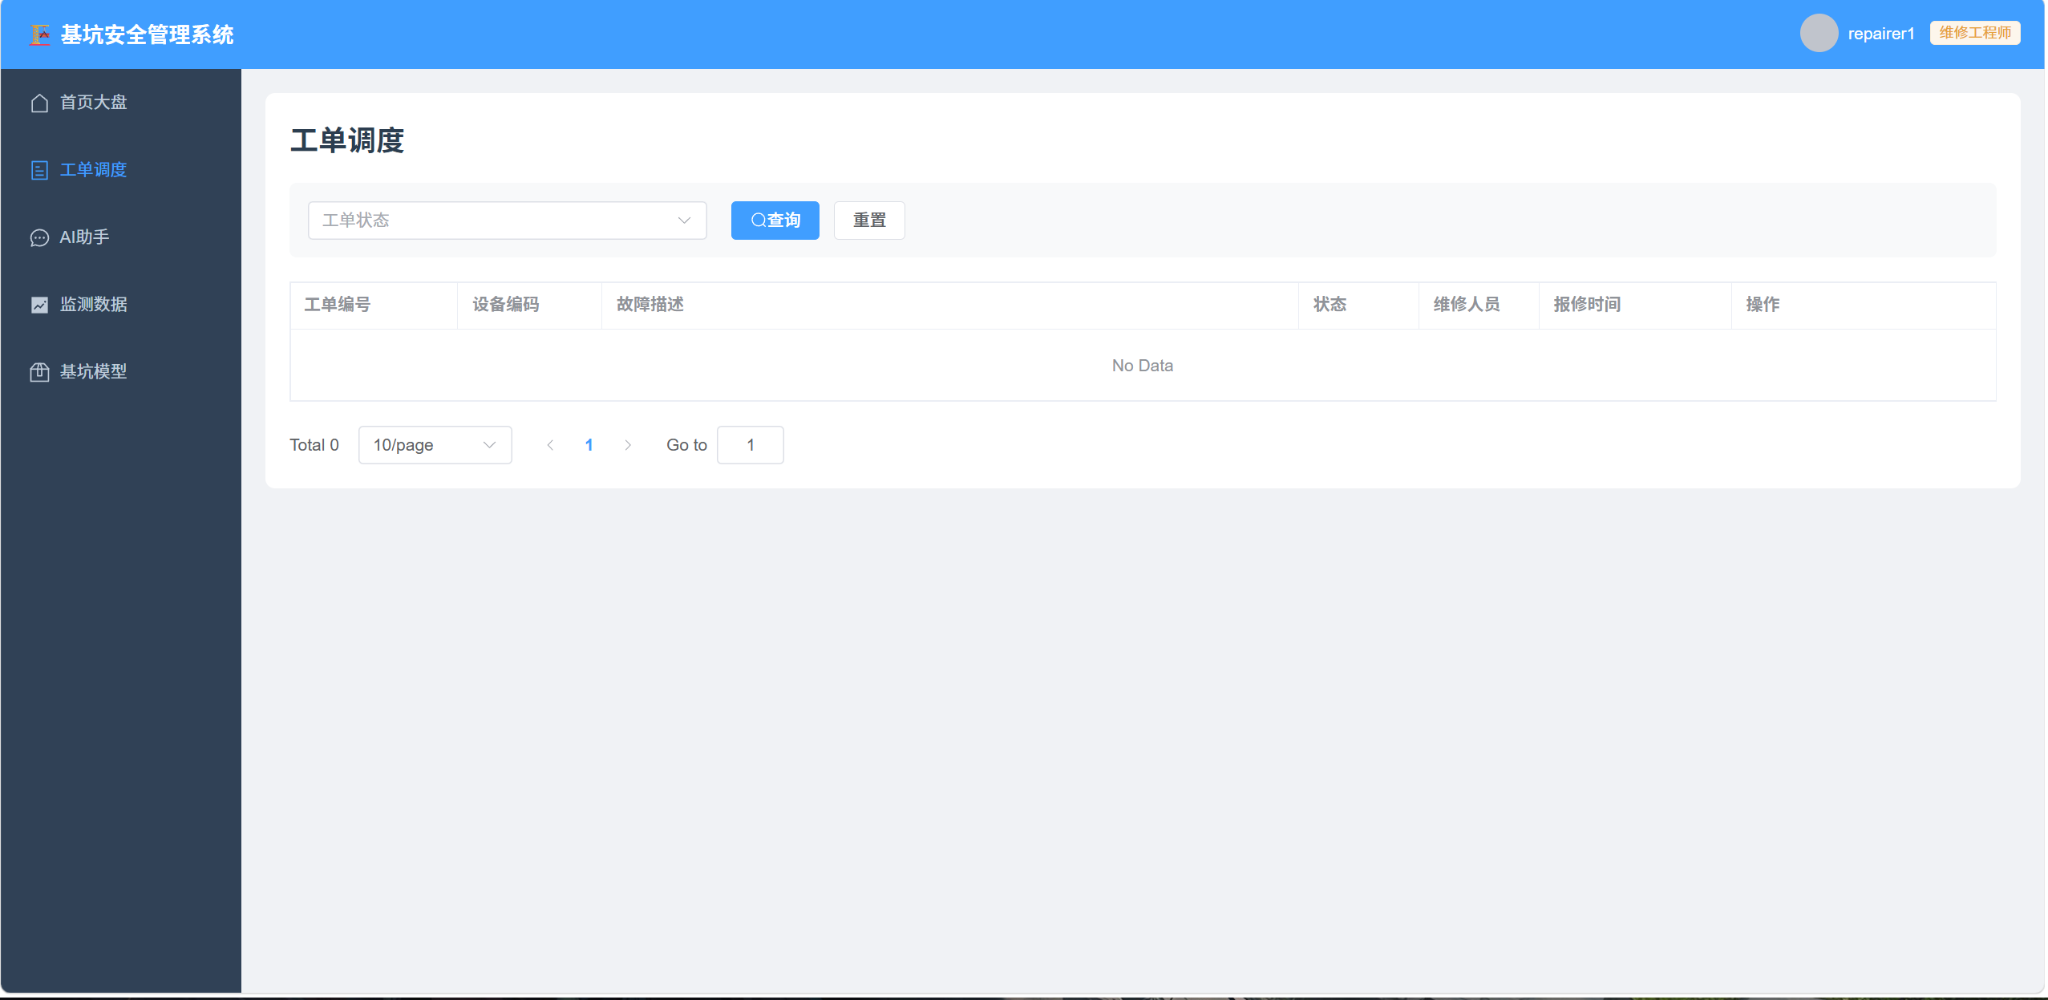 基坑安全管理系统
repairer1 维修工程师
首页大盘
工单调度
AI助手
监测数据
基坑模型
工单调度
工单状态 查询 重置
工单编号 设备编码 故障描述 状态 维修人员 报修时间 操作
No Data
Total 0 10/page 1 Go to 1